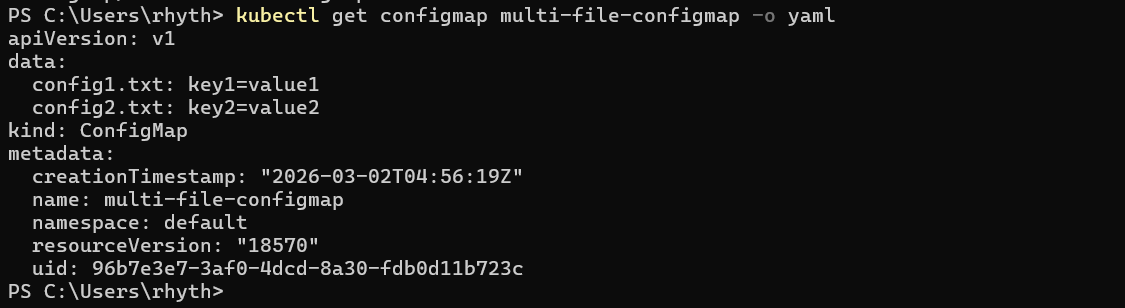 PS C:\Users\rhyth> kubectl get configmap multi-file-configmap -o yaml
apiVersion: v1
data:
  config1.txt: key1=value1
  config2.txt: key2=value2
kind: ConfigMap
metadata:
  creationTimestamp: "2026-03-02T04:56:19Z"
  name: multi-file-configmap
  namespace: default
  resourceVersion: "18570"
  uid: 96b7e3e7-3af0-4dcd-8a30-fdb0d11b723c
PS C:\Users\rhyth>